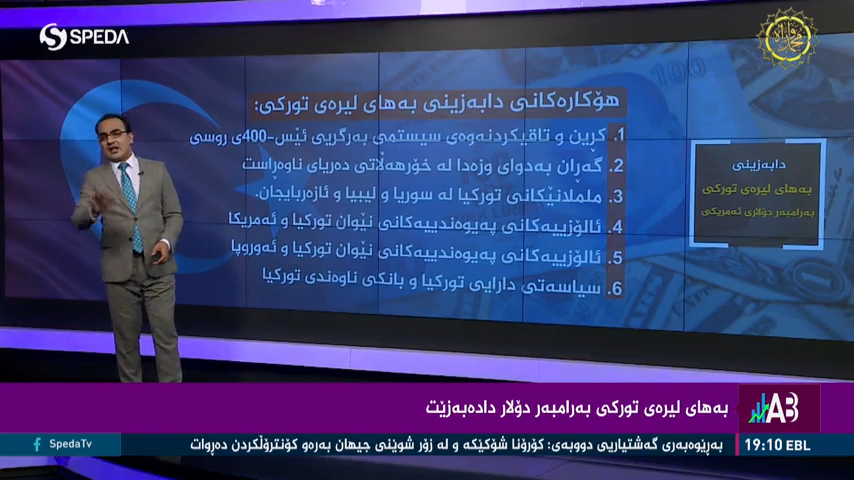 SPEDA
هۆکارەکانی دابەزینی بەهای لیرەی تورکی:
1. کڕین و تاقیکردنەوەی سیستمی بەرگریی ئێس-400ی روسی
2. گەڕان بەدوای وزەدا لە خۆرهەڵاتی دەریای ناوەڕاست
3. ململانێکانی تورکیا لە سوریا و لیبیا و ئازەربایجان.
4. ئاڵۆزییەکانی پەیوەندییەکانی نێوان تورکیا و ئەمریکا
5. ئاڵۆزییەکانی پەیوەندییەکانی نێوان تورکیا و ئەوروپا
6. سیاسەتی دارایی تورکیا و بانکی ناوەندی تورکیا
دابەزینی
بەهای لیرەی تورکی
بەرامبەر دۆلاری ئەمریکی
100
بەهای لیرەی تورکی بەرامبەر دۆلار دادەبەزێت
AB
SpedaTv
بەڕێوەبەری گەشتیاریی دووبەی: کۆرۆنا شۆکێکە و لە زۆر شوێنی جیهان بەرەو کۆنترۆڵکردن دەڕوات
19:10 EBL